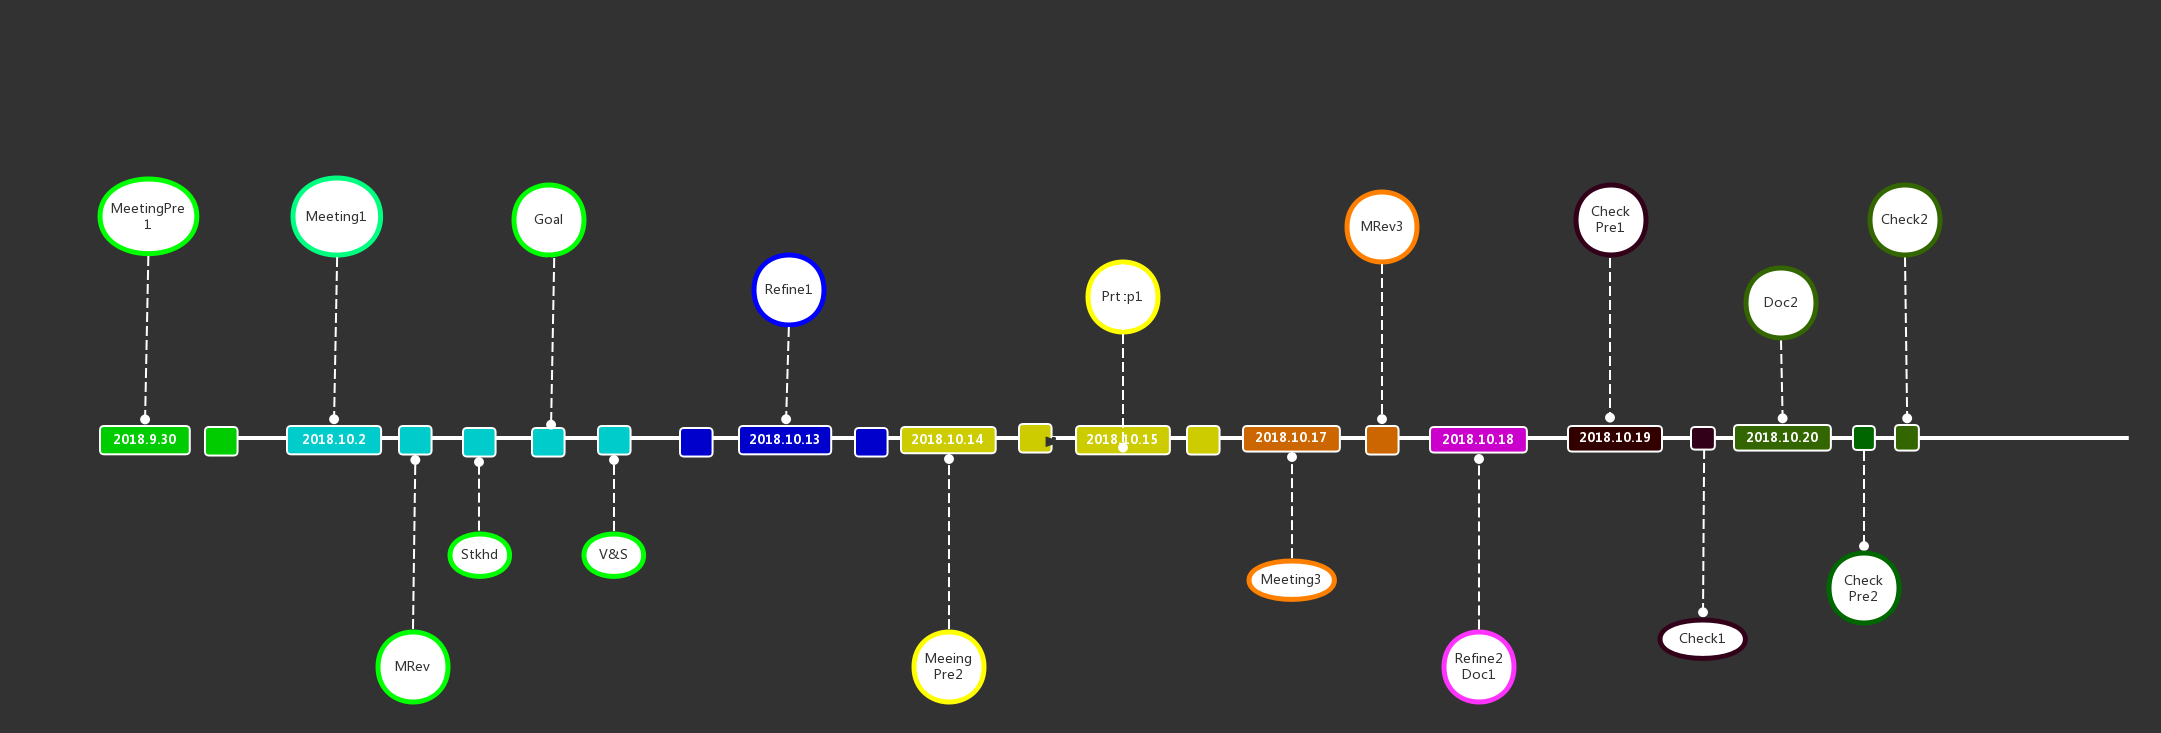 MeetingPre
1
Meeting1
Goal
Refine1
Prt:p1
MRev3
Check
Pre1
Doc2
Check2
2018.9.30
2018.10.2
2018.10.13
2018.10.14
2018.10.15
2018.10.17
2018.10.18
2018.10.19
2018.10.20
MRev
Stkhd
V&S
Meeing
Pre2
Meeting3
Refine2
Doc1
Check1
Check
Pre2